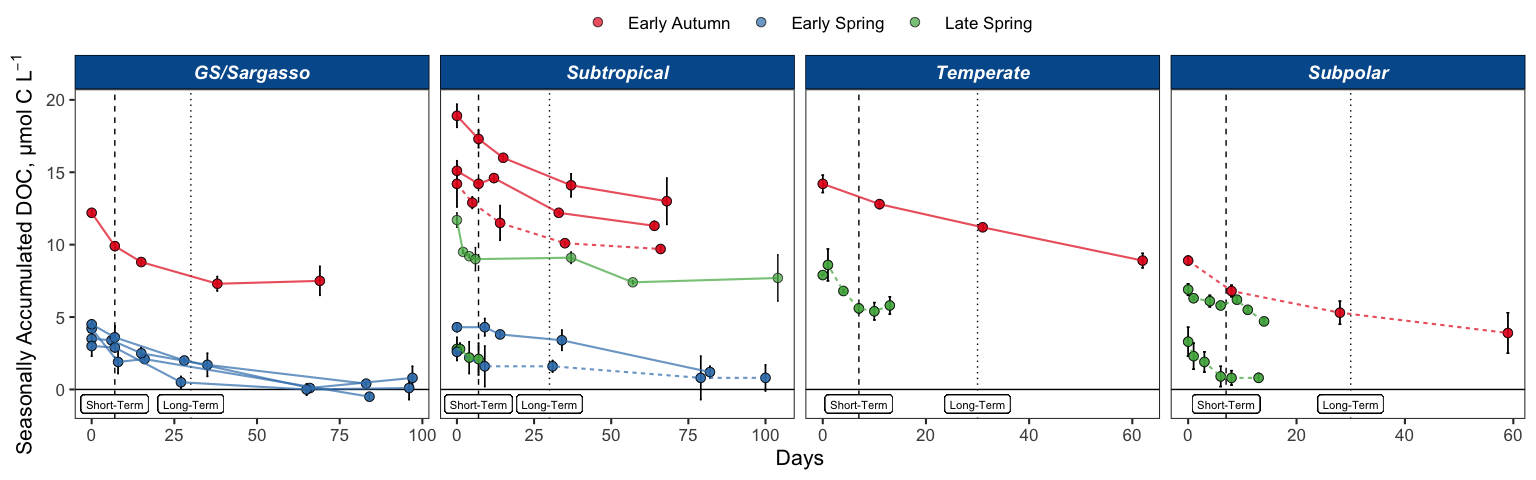 Early Autumn Early Spring Late Spring
GS/Sargasso Subtropical Temperate Subpolar
Seasonally Accumulated DOC, μmol C L⁻¹
20
15
10
5
0
Short-Term Long-Term Short-Term Long-Term Short-Term Long-Term Short-Term Long-Term
0 25 50 75 100 0 25 50 75 100 0 20 40 60 0 20 40 60
Days